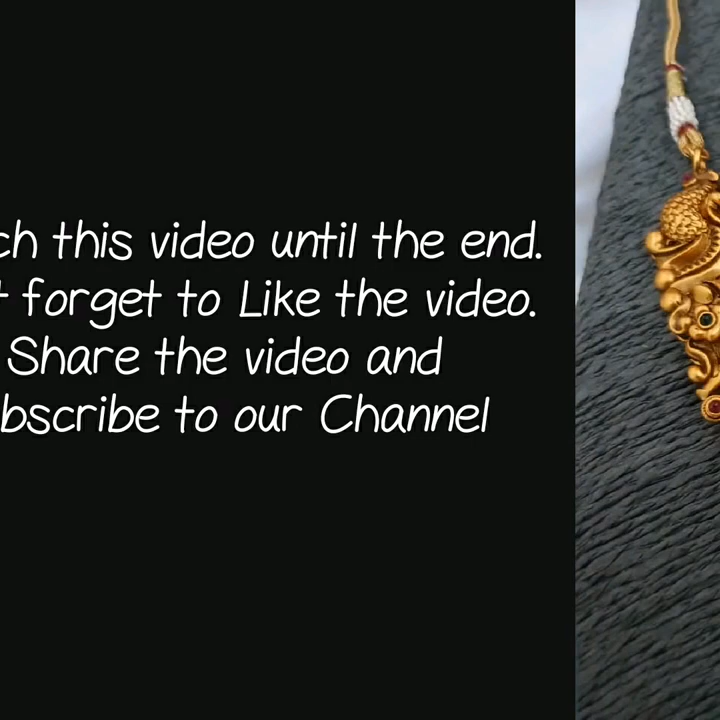 ch this video until the end.
t forget to Like the video.
Share the video and
bscribe to our Channel